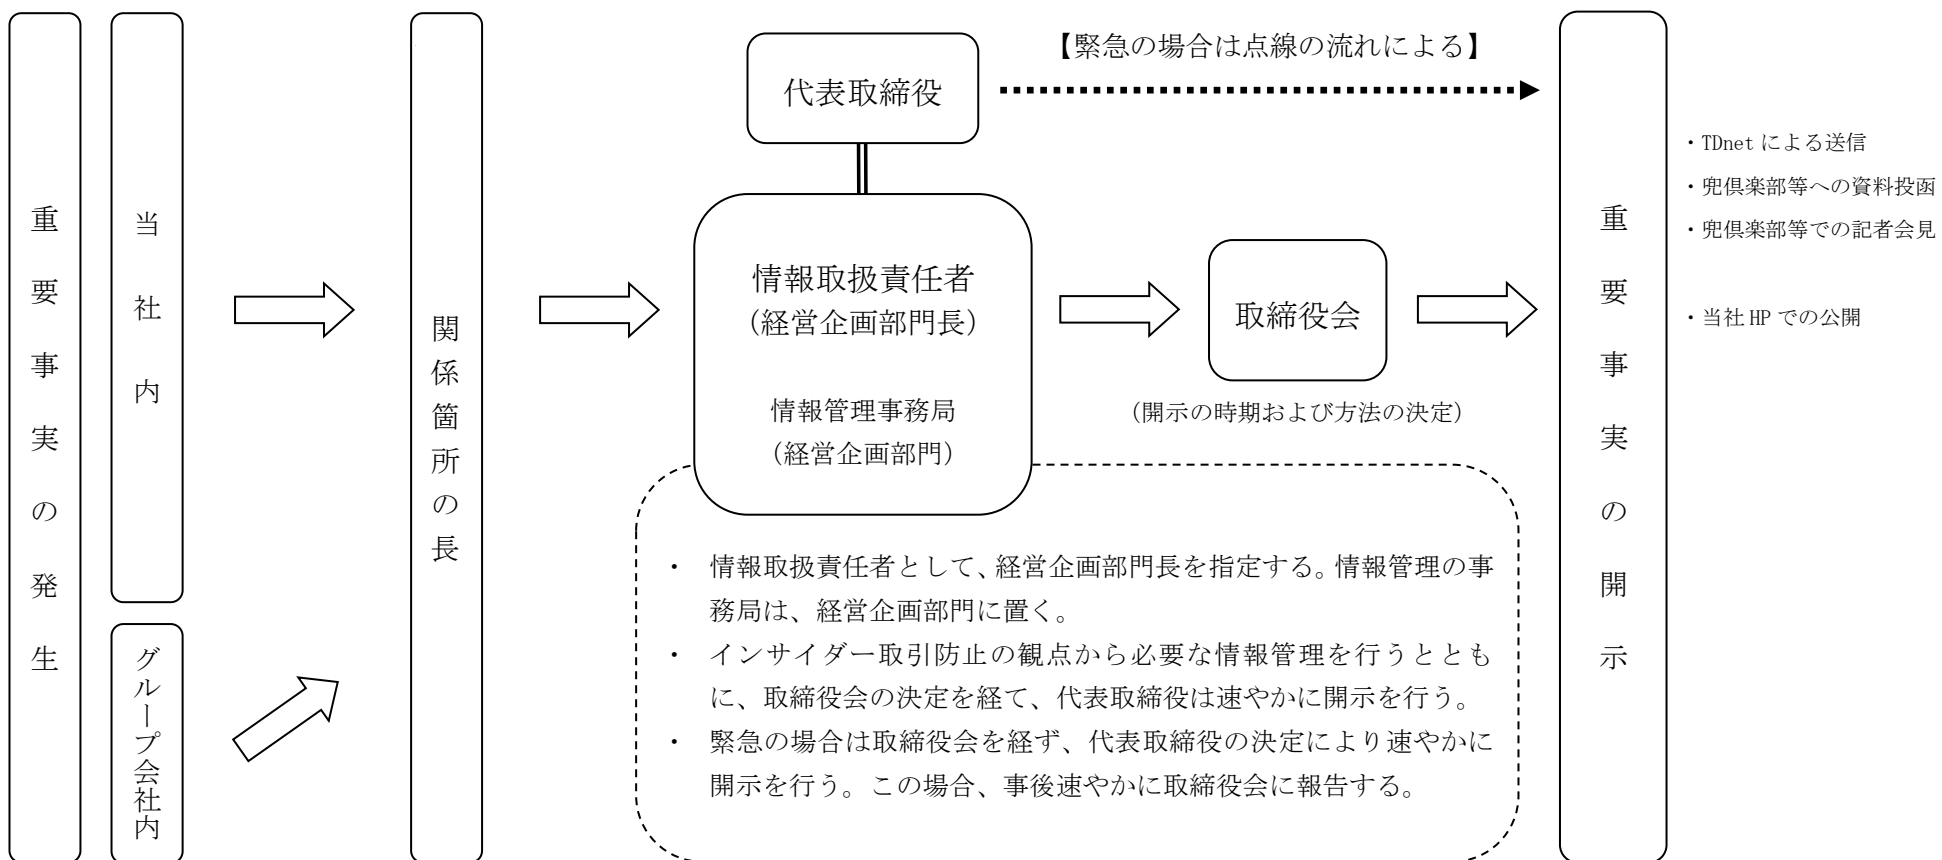 重要事実の発生
当社内
グループ会社内
関係箇所の長
代表取締役
【緊急の場合は点線の流れによる】
情報取扱責任者
（経営企画部門長）
情報管理事務局
（経営企画部門）
取締役会
（開示の時期および方法の決定）
・ 情報取扱責任者として、経営企画部門長を指定する。情報管理の事
務局は、経営企画部門に置く。
・ インサイダー取引防止の観点から必要な情報管理を行うととも
に、取締役会の決定を経て、代表取締役は速やかに開示を行う。
・ 緊急の場合は取締役会を経ず、代表取締役の決定により速やかに
開示を行う。この場合、事後速やかに取締役会に報告する。
重要事実の開示
・TDnet による送信
・兜倶楽部等への資料投函
・兜倶楽部等での記者会見
・当社 HP での公開